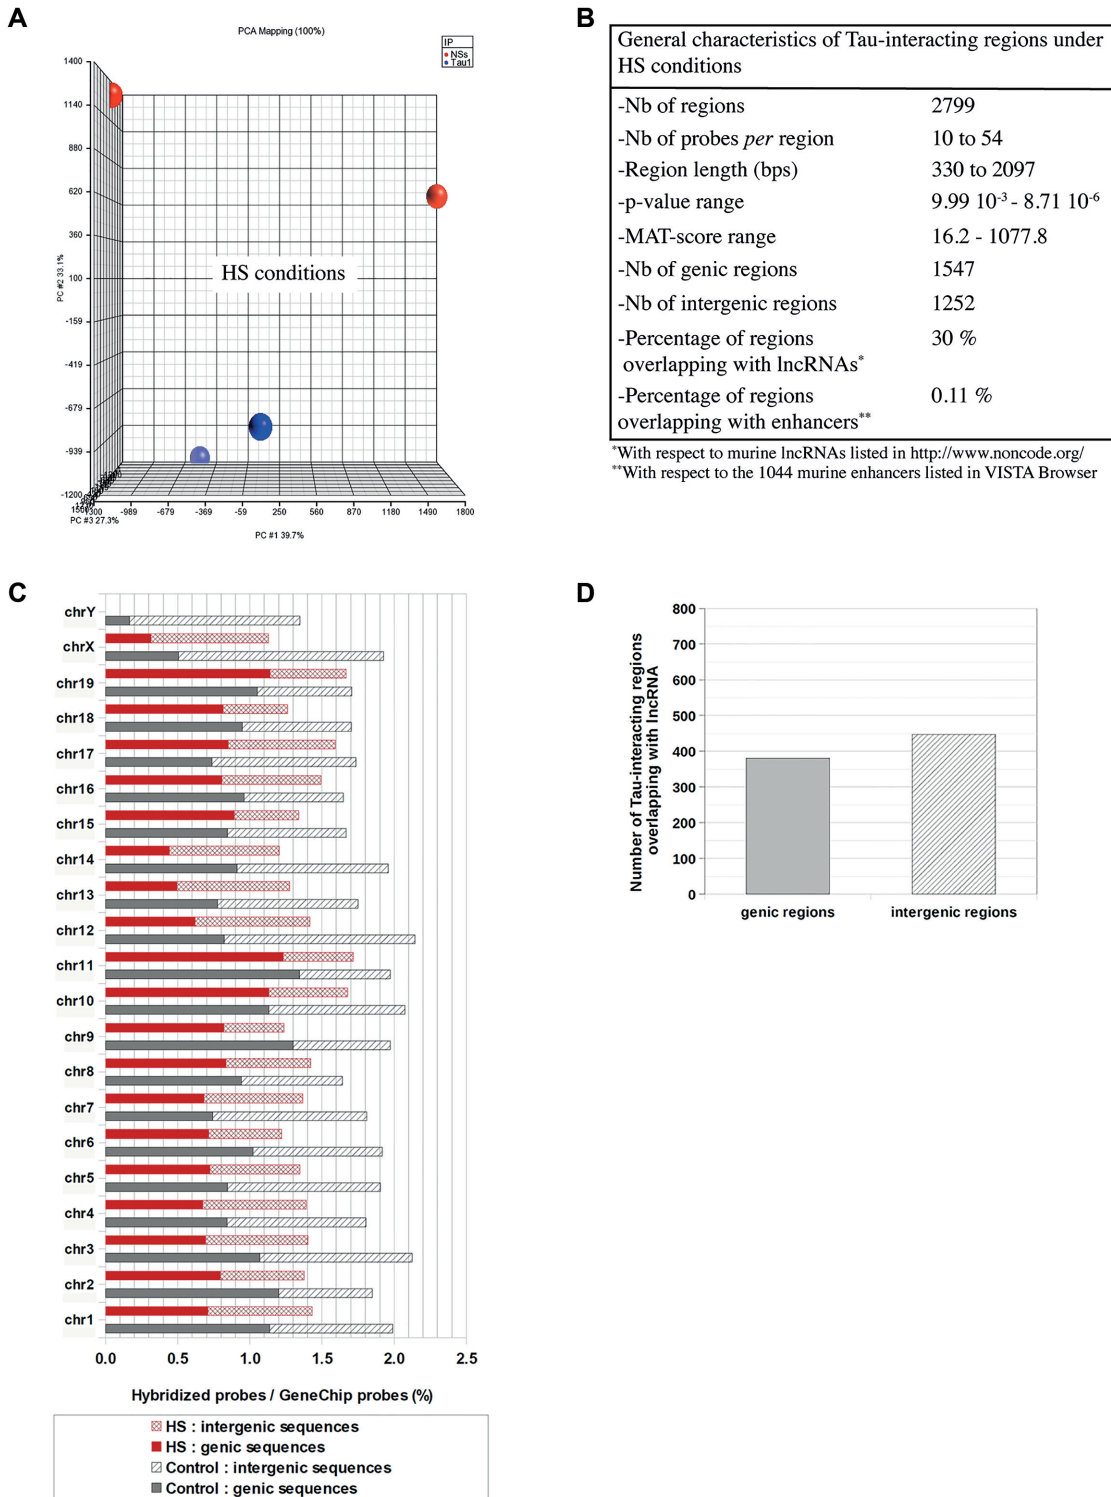 A
PCA Mapping (100%)
IP
NSs
Tau1
1400
1140
880
620
360
100
-159
-419
-679
-939
-1200
PC #2 33.1%
HS conditions
-989
-679
-369
-59
250
560
870
1180
1490
1800
PC #3 27.3%
PC #1 39.7%
B
General characteristics of Tau-interacting regions under
HS conditions
-Nb of regions 2799
-Nb of probes per region 10 to 54
-Region length (bps) 330 to 2097
-p-value range 9.99 10-3 - 8.71 10-6
-MAT-score range 16.2 - 1077.8
-Nb of genic regions 1547
-Nb of intergenic regions 1252
-Percentage of regions 30 %
overlapping with lncRNAs*
-Percentage of regions 0.11 %
overlapping with enhancers**
*With respect to murine lncRNAs listed in http://www.noncode.org/
**With respect to the 1044 murine enhancers listed in VISTA Browser
C
chrY
chrX
chr19
chr18
chr17
chr16
chr15
chr14
chr13
chr12
chr11
chr10
chr9
chr8
chr7
chr6
chr5
chr4
chr3
chr2
chr1
0.0 0.5 1.0 1.5 2.0 2.5
Hybridized probes / GeneChip probes (%)
HS : intergenic sequences
HS : genic sequences
Control : intergenic sequences
Control : genic sequences
D
Number of Tau-interacting regions
overlapping with lncRNA
800
700
600
500
400
300
200
100
0
genic regions
intergenic regions